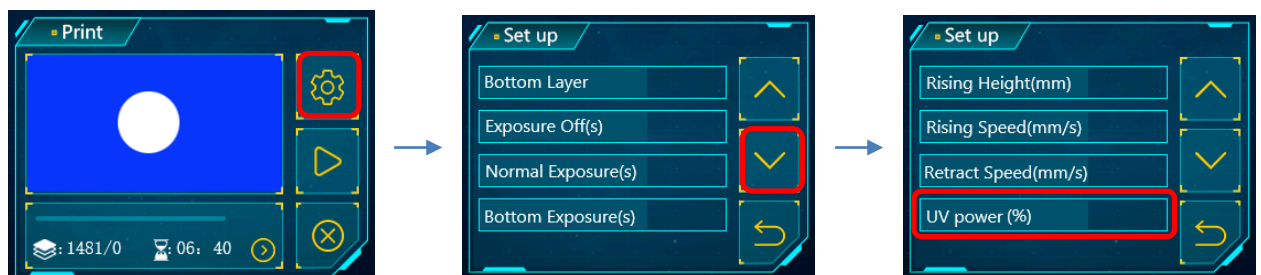 Print
: 1481/0 : 06: 40
Set up
Bottom Layer
Exposure Off(s)
Normal Exposure(s)
Bottom Exposure(s)
Set up
Rising Height(mm)
Rising Speed(mm/s)
Retract Speed(mm/s)
UV power (%)